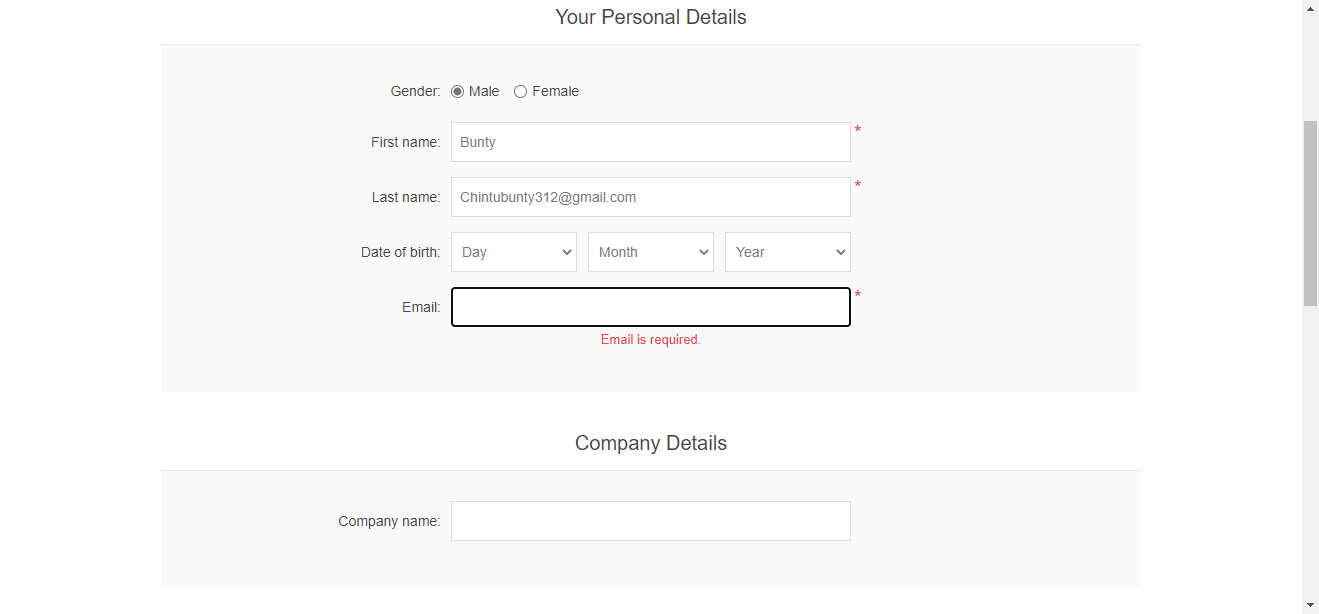 Your Personal Details
Gender: Male Female
First name: Bunty *
Last name: Chintubunty312@gmail.com *
Date of birth: Day Month Year
Email: *
Email is required.
Company Details
Company name: